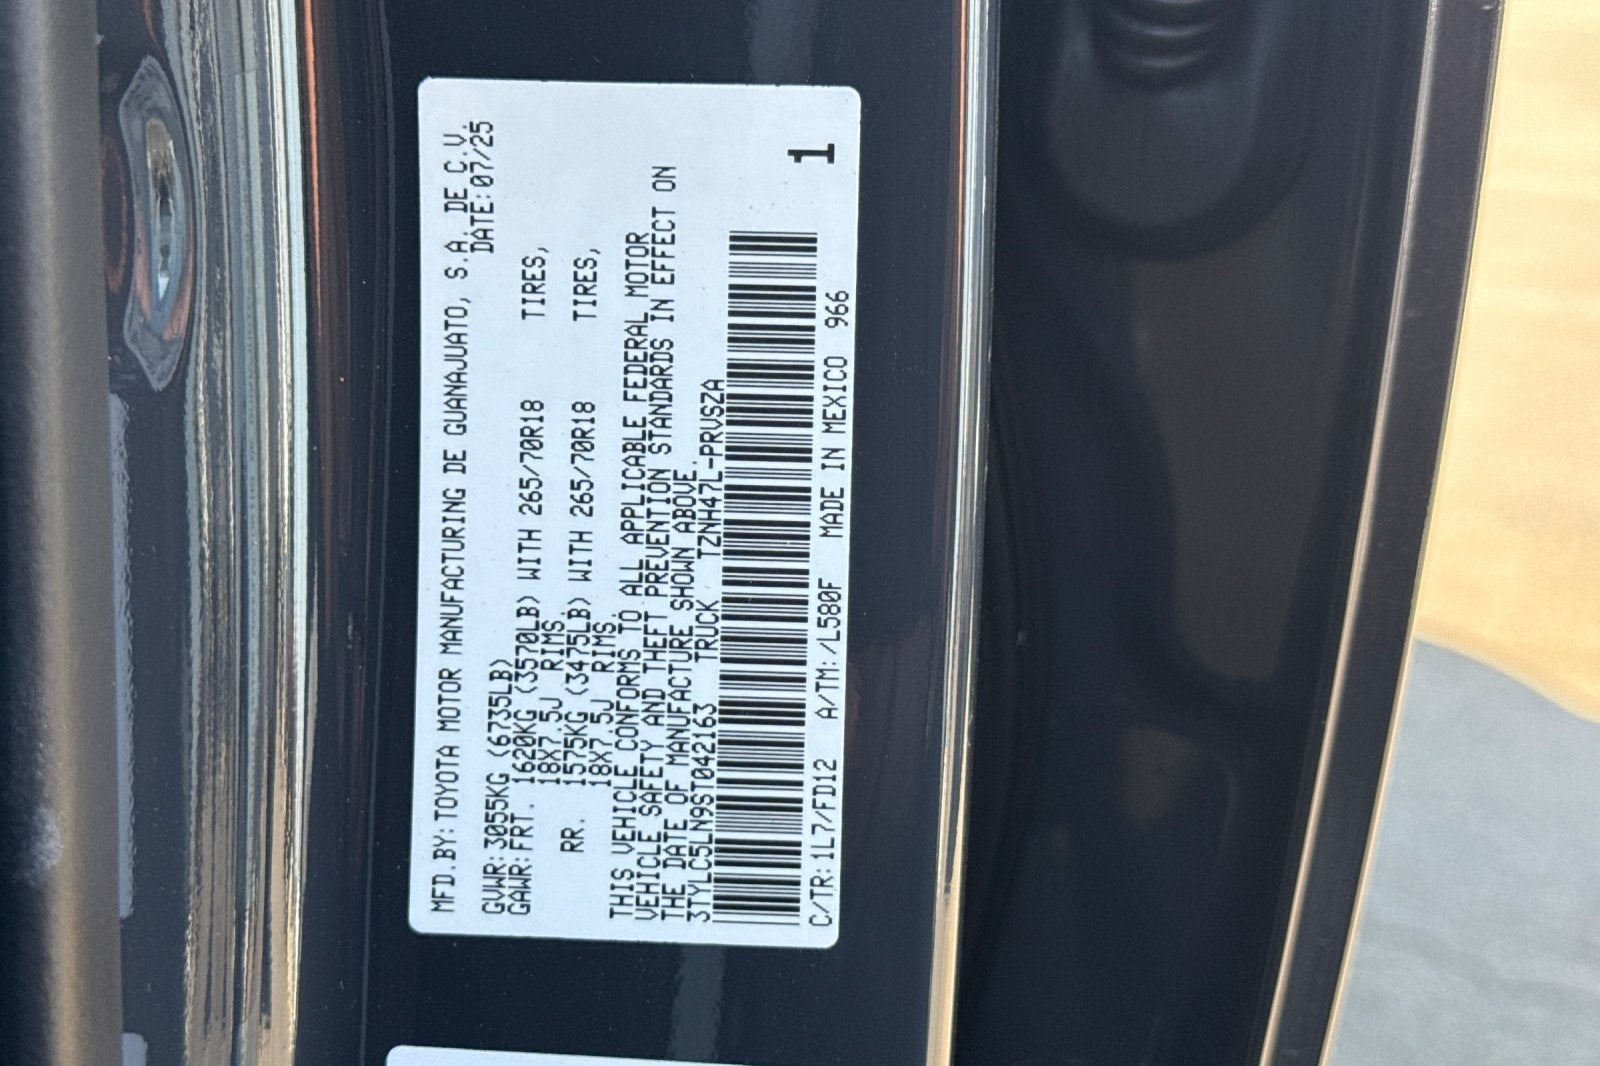 MFD.BY:TOYOTA MOTOR MANUFACTURING DE GUANAJUATO, S.A. DE C.V.
DATE:07/25
GVWR:3055KG (6735LB)
GAWR:FRT. 1620KG (3570LB) WITH 265/70R18 TIRES,
18X7.5J RIMS.
RR. 1575KG (3475LB) WITH 265/70R18 TIRES,
18X7.5J RIMS.
THIS VEHICLE CONFORMS TO ALL APPLICABLE FEDERAL MOTOR
VEHICLE SAFETY AND THEFT PREVENTION STANDARDS IN EFFECT ON
THE DATE OF MANUFACTURE SHOWN ABOVE.
3TYLC5LN9ST042163 TRUCK TZNH47L-PRVSZA
1
C/TR:1L7/FD12 A/TM:/L580F MADE IN MEXICO 966